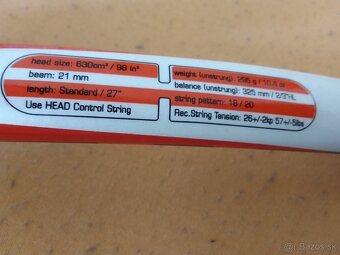 head size: 630cm² / 98 in²
beam: 21 mm
length: Standard / 27"
Use HEAD Control String
weight (unstrung): 295 g / 10.4 oz
balance (unstrung): 325 mm / 2/3"HL
string pattern: 18 / 20
Rec.String Tension: 26+/-2kp 57+/-5lbs
© Bazos.sk